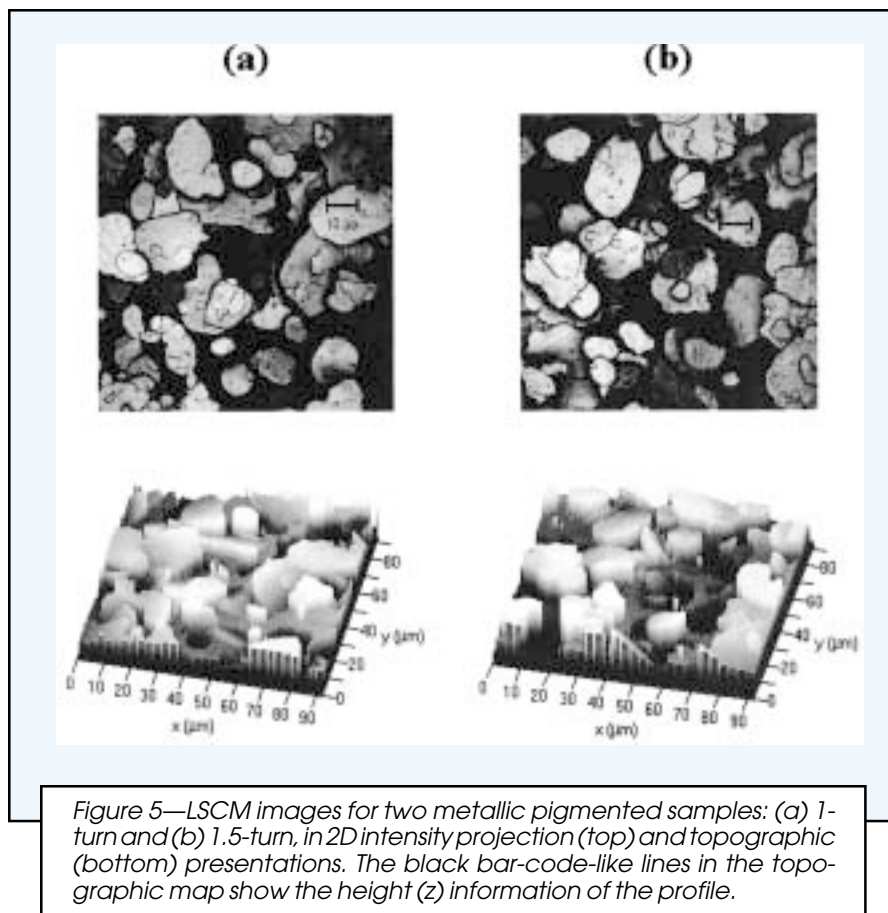 (a) (b)
80
60
40
20
0
y (µm)
0 10 20 30 40 50 60 70 80 90
x (µm)
80
60
40
20
0
y (µm)
0 10 20 30 40 50 60 70 80 90
x (µm)
Figure 5—LSCM images for two metallic pigmented samples: (a) 1-
turn and (b) 1.5-turn, in 2D intensity projection (top) and topographic
(bottom) presentations. The black bar-code-like lines in the topo-
graphic map show the height (z) information of the profile.